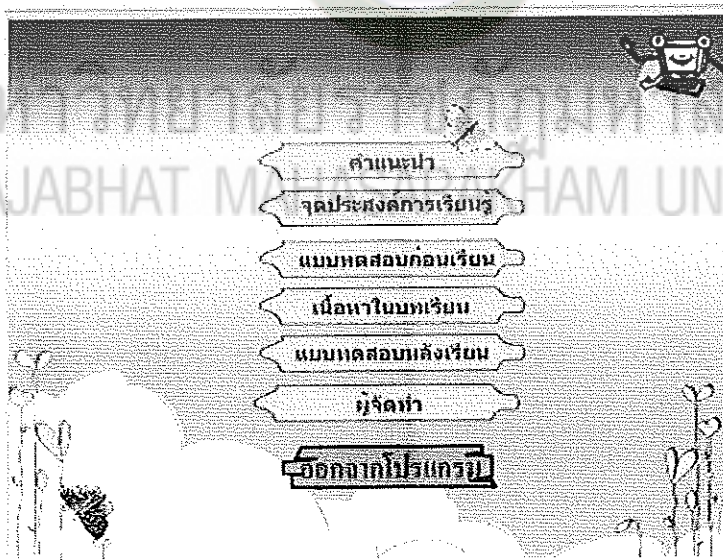 คำแนะนำ
จุดประสงค์การเรียนรู้
แบบทดสอบก่อนเรียน
เนื้อหาในบทเรียน
แบบทดสอบหลังเรียน
ผู้จัดทำ
ออกจากโปรแกรม